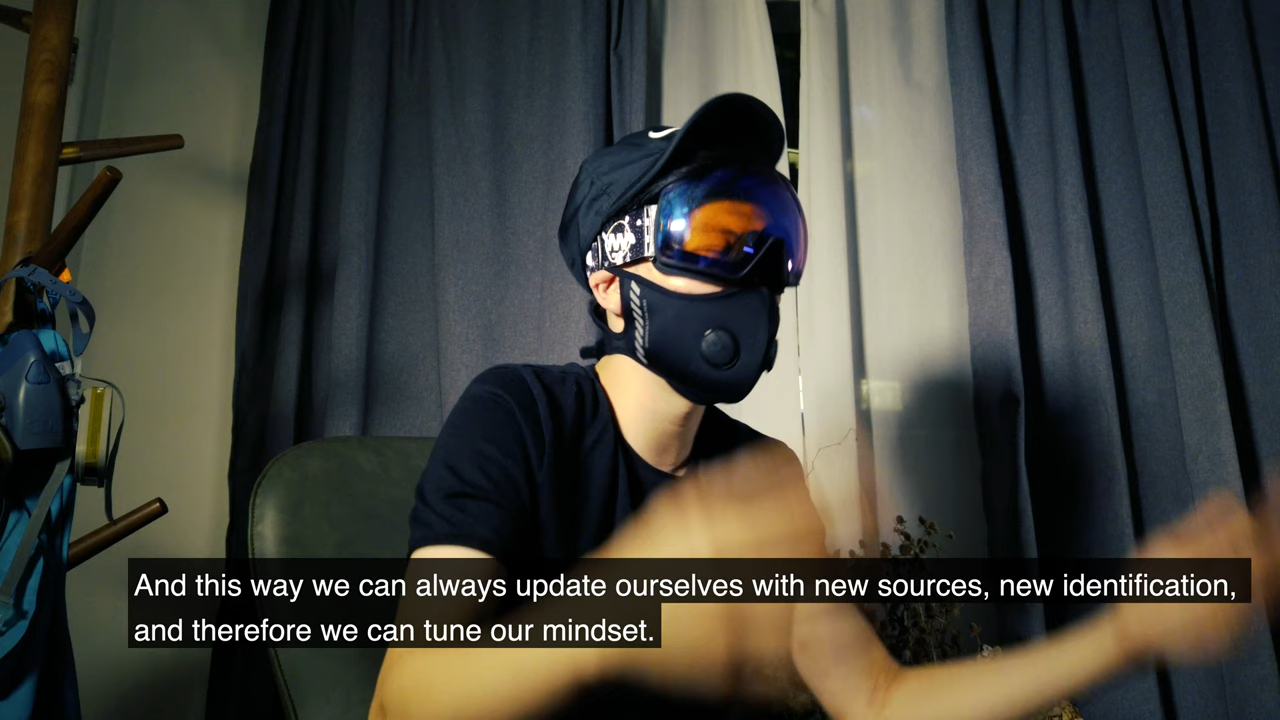 And this way we can always update ourselves with new sources, new identification,
and therefore we can tune our mindset.